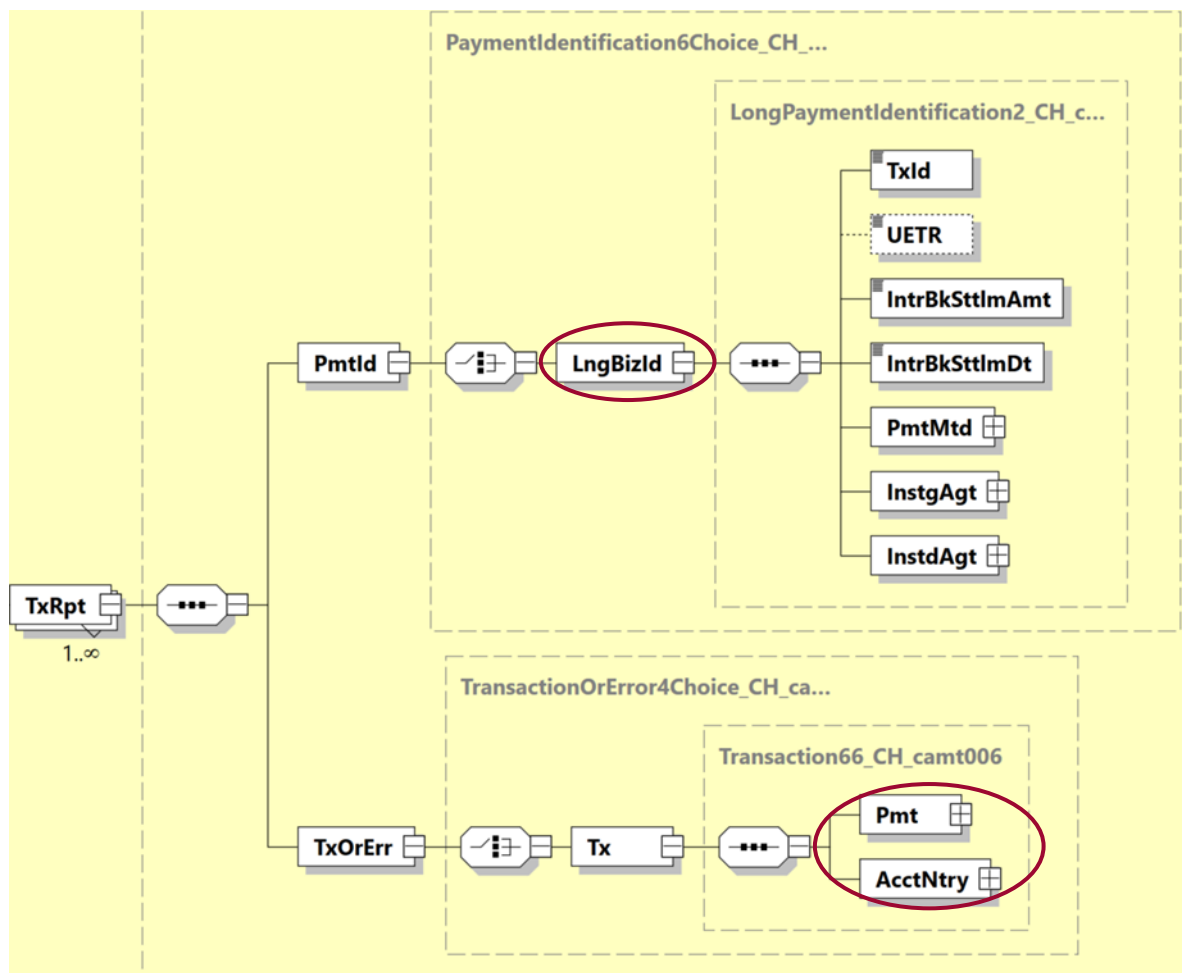 PaymentIdentification6Choice_CH_...
LongPaymentIdentification2_CH_c...
TxId
UETR
IntrBkSttlmAmt
PmtId
LngBizId
IntrBkSttlmDt
PmtMtd
InstgAgt
InstdAgt
TxRpt
1..∞
TransactionOrError4Choice_CH_ca...
Transaction66_CH_camt006
Pmt
TxOrErr
Tx
AcctNtry